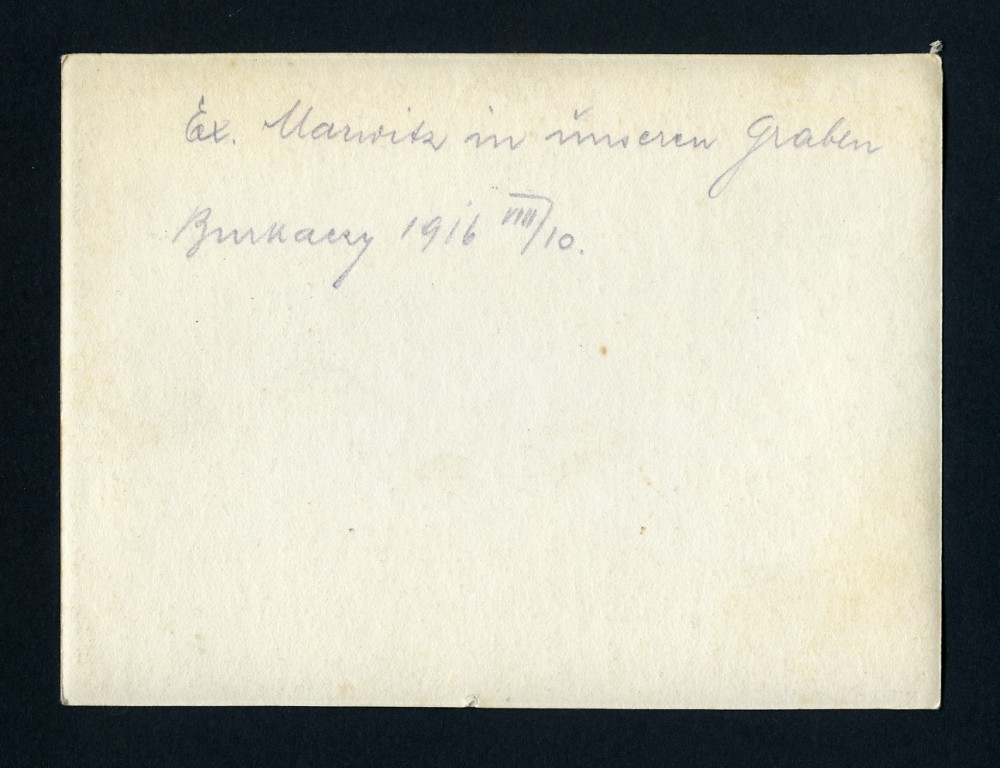 Ex. Marwitz in unseren Graben
Burkaczy 1916 VIII/10.